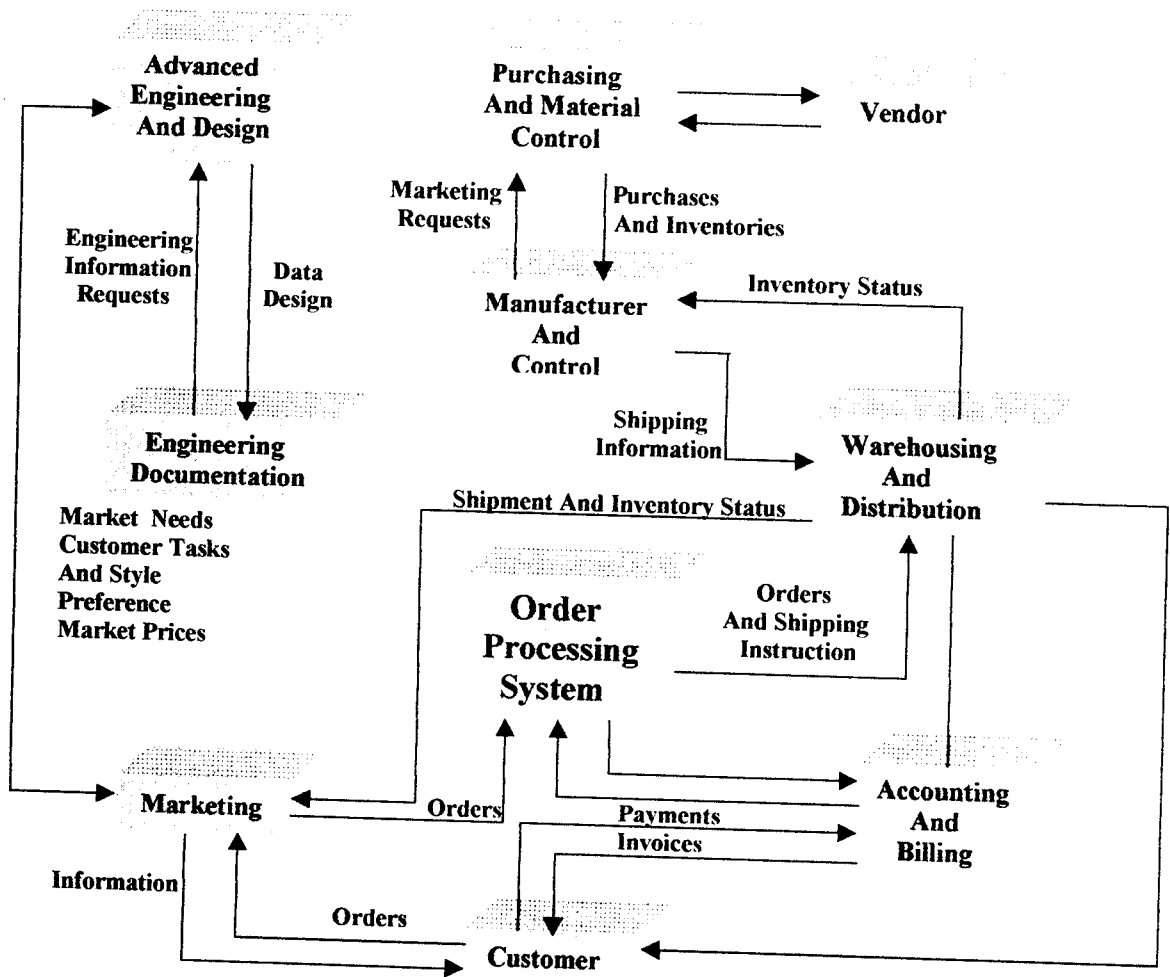 Advanced
Engineering
And Design
Purchasing
And Material
Control
Vendor
Marketing
Requests
Purchases
And Inventories
Engineering
Information
Requests
Data
Design
Manufacturer
And
Control
Inventory Status
Shipping
Information
Engineering
Documentation
Warehousing
And
Distribution
Market Needs
Customer Tasks
And Style
Preference
Market Prices
Shipment And Inventory Status
Order
Processing
System
Orders
And Shipping
Instruction
Marketing
Orders
Payments
Invoices
Accounting
And
Billing
Information
Orders
Customer